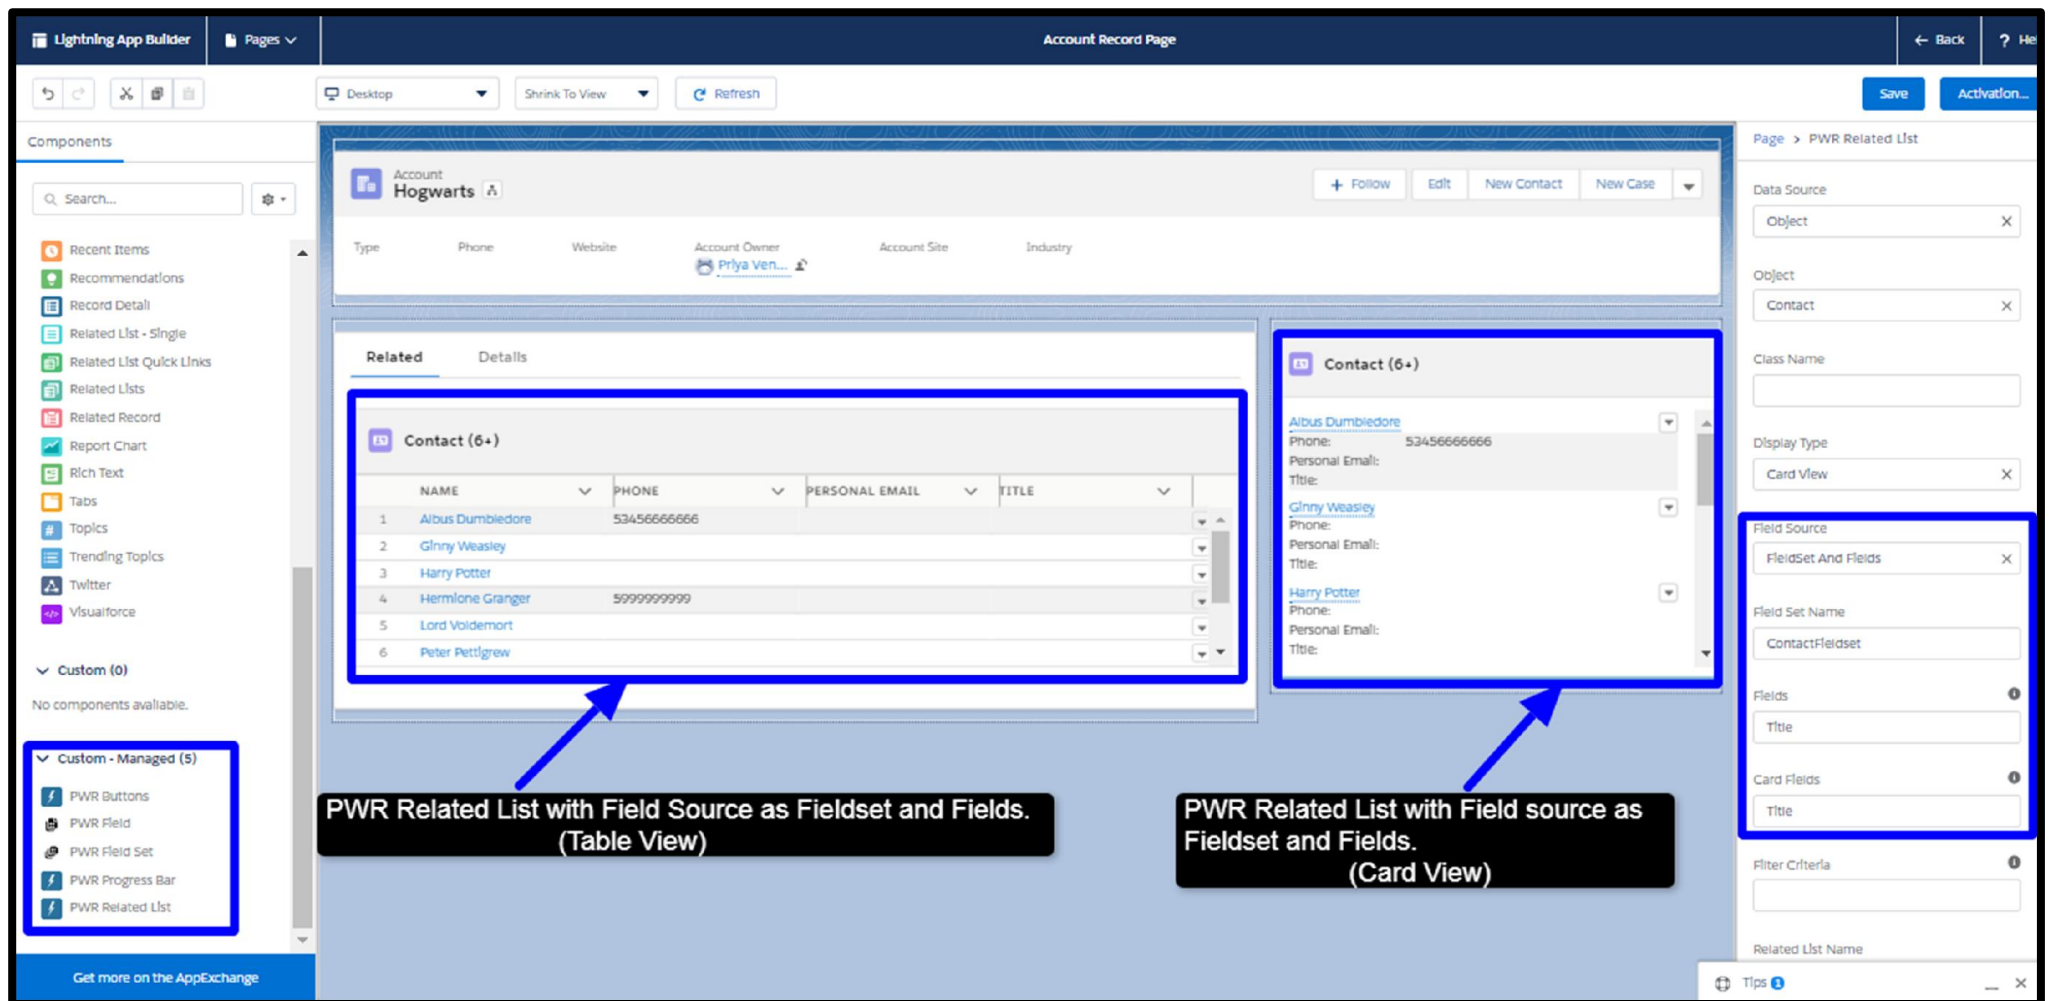 Lightning App Builder
Pages
Account Record Page
Back
? He
Desktop
Shrink To View
Refresh
Save
Activation...
Components
Search...
Recent Items
Recommendations
Record Detail
Related List - Single
Related List Quick Links
Related Lists
Related Record
Report Chart
Rich Text
Tabs
# Topics
Trending Topics
Twitter
Visualforce
Custom (0)
No components available.
Custom - Managed (5)
PWR Buttons
PWR Field
PWR Field Set
PWR Progress Bar
PWR Related List
Get more on the AppExchange
Account
Hogwarts
+ Follow
Edit
New Contact
New Case
Type Phone Website Account Owner Account Site Industry
Priya Ven...
Related Details
Contact (6+)
NAME PHONE PERSONAL EMAIL TITLE
1 Albus Dumbledore 53456666666
2 Ginny Weasley
3 Harry Potter
4 Hermione Granger 5999999999
5 Lord Voldemort
6 Peter Pettigrew
PWR Related List with Field Source as Fieldset and Fields.
(Table View)
Contact (6+)
Albus Dumbledore
Phone: 53456666666
Personal Email:
Title:
Ginny Weasley
Phone:
Personal Email:
Title:
Harry Potter
Phone:
Personal Email:
Title:
PWR Related List with Field source as
Fieldset and Fields.
(Card View)
Page > PWR Related List
Data Source
Object
Object
Contact
Class Name
Display Type
Card View
Field Source
FieldSet And Fields
Field Set Name
ContactFieldset
Fields
Title
Card Fields
Title
Filter Criteria
Related List Name
Tips 1